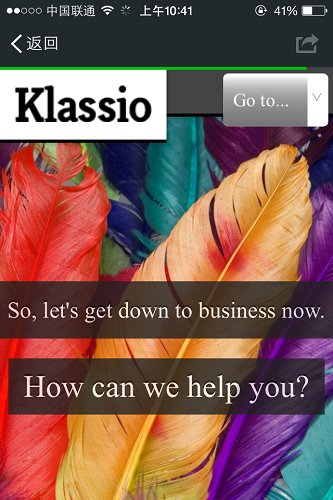 中国联通 上午10:41 41%
返回
Klassio
Go to...
So, let's get down to business now.
How can we help you?